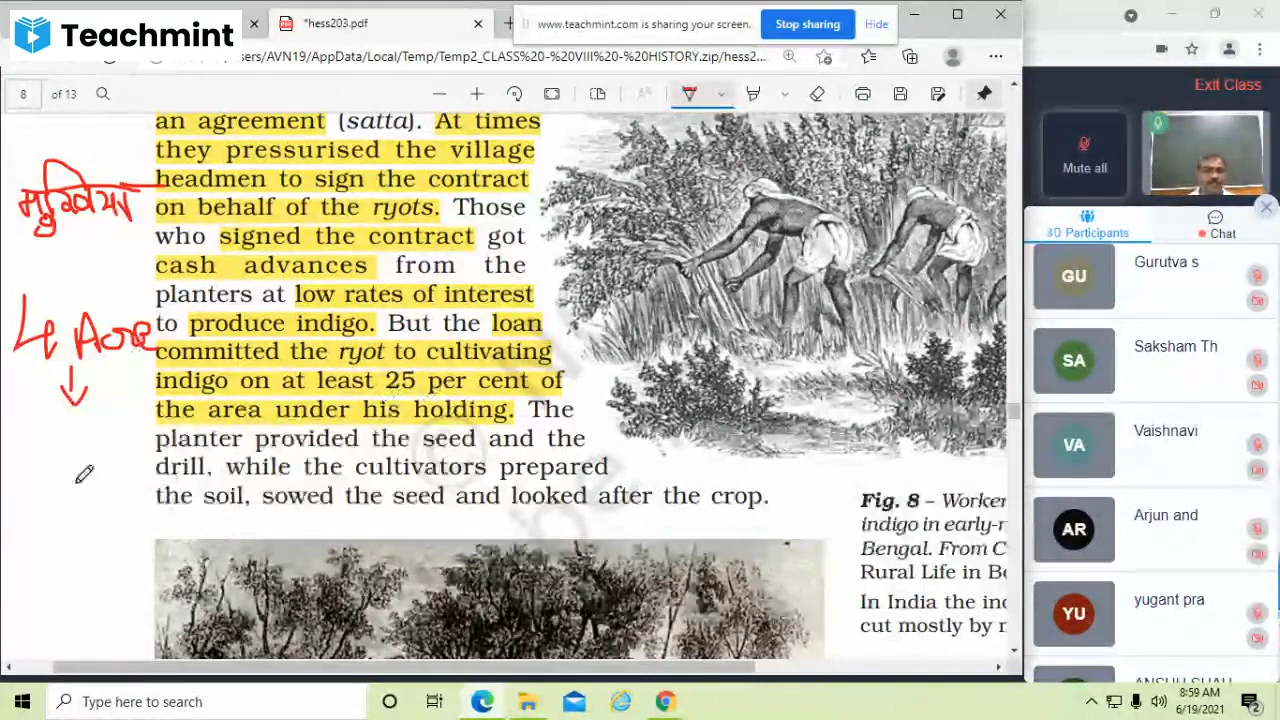 Teachmint
*hess203.pdf
www.teachmint.com is sharing your screen.
Stop sharing
Hide
sers/AVN19/AppData/Local/Temp/Temp2_CLASS%20-%20VIII%20-%20HISTORY.zip/hess2...
8
of 13
an agreement (satta). At times
they pressurised the village
headmen to sign the contract
on behalf of the ryots. Those
who signed the contract got
cash advances from the
planters at low rates of interest
to produce indigo. But the loan
committed the ryot to cultivating
indigo on at least 25 per cent of
the area under his holding. The
planter provided the seed and the
drill, while the cultivators prepared
the soil, sowed the seed and looked after the crop.
मुखिया
4 Acre
Fig. 8 – Worker
indigo in early-n
Bengal. From C
Rural Life in Be
In India the ind
cut mostly by m
Exit Class
Mute all
30 Participants
Chat
GU
Gurutva s
SA
Saksham Th
VA
Vaishnavi
AR
Arjun and
YU
yugant pra
ANSHU SHAH
Type here to search
8:59 AM
6/19/2021
2